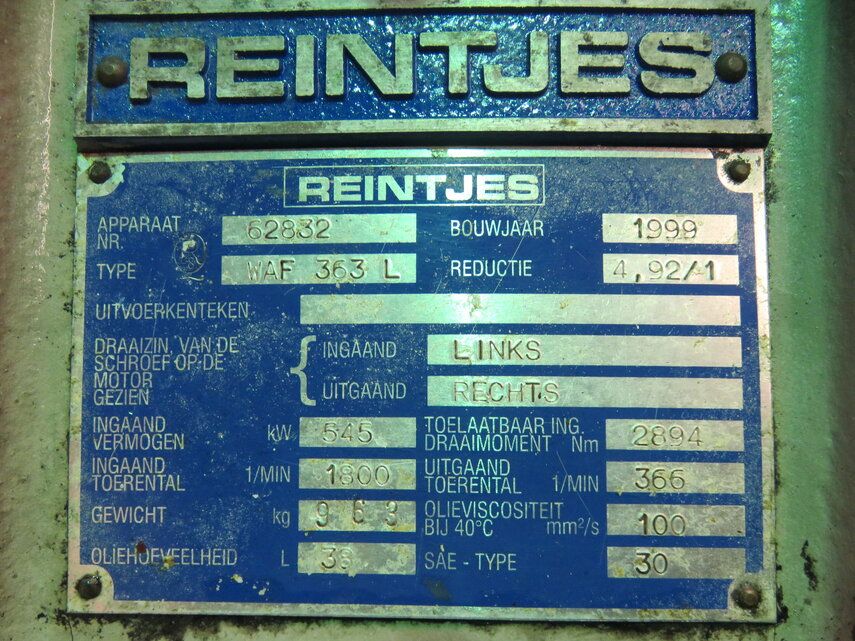 REINTJES
REINTJES
APPARAAT NR. 62832 BOUWJAAR 1999
TYPE WAF 363 L REDUCTIE 4,92/1
UITVOERKENTEKEN
DRAAIZIN. VAN DE
SCHROEF OP DE
MOTOR
GEZIEN
INGAAND LINKS
UITGAAND RECHTS
INGAAND VERMOGEN kW 545 TOELAATBAAR ING. DRAAIMOMENT Nm 2894
INGAAND TOERENTAL 1/MIN 1800 UITGAAND TOERENTAL 1/MIN 366
GEWICHT kg 963 OLIEVISCOSITEIT BIJ 40°C mm²/s 100
OLIEHOEVEELHEID L SAE - TYPE 30